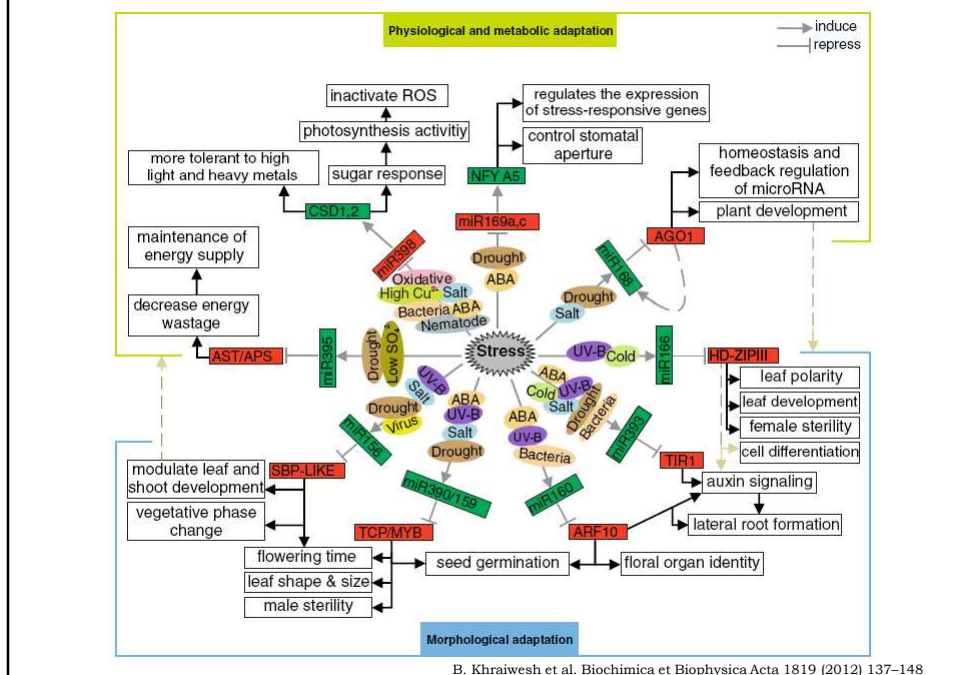 Physiological and metabolic adaptation
induce
repress
inactivate ROS
photosynthesis activitiy
sugar response
more tolerant to high
light and heavy metals
CSD1,2
miR398
Oxidative
High Cu²⁺
Salt
Bacteria
ABA
Nematode
regulates the expression
of stress-responsive genes
control stomatal
aperture
NFY A5
miR169a,c
Drought
ABA
homeostasis and
feedback regulation
of microRNA
plant development
AGO1
miR168
Drought
Salt
maintenance of
energy supply
decrease energy
wastage
AST/APS
miR395
Drought
Low SO₄²⁻
Stress
UV-B
Cold
miR166
HD-ZIPIII
leaf polarity
leaf development
female sterility
cell differentiation
UV-B
Salt
Drought
Virus
miR156
SBP-LIKE
modulate leaf and
shoot development
vegetative phase
change
flowering time
leaf shape & size
male sterility
ABA
UV-B
Salt
Drought
miR390/159
TCP/MYB
seed germination
ABA
UV-B
Bacteria
miR160
ARF10
floral organ identity
ABA
Cold
UV-B
Salt
Drought
Bacteria
miR393
TIR1
auxin signaling
lateral root formation
Morphological adaptation
B. Khraiwesh et al. Biochimica et Biophysica Acta 1819 (2012) 137–148